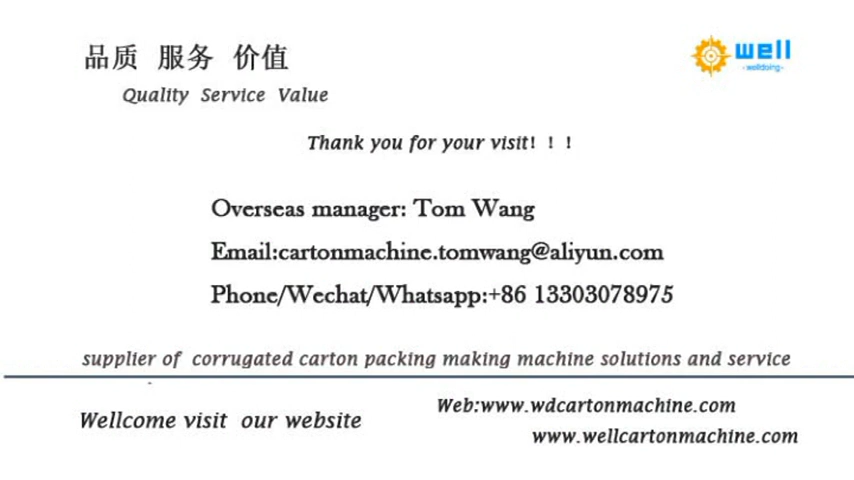 品质 服务 价值
well
-welldoing-
Quality Service Value
Thank you for your visit！！！
Overseas manager: Tom Wang
Email:cartonmachine.tomwang@aliyun.com
Phone/Wechat/Whatsapp:+86 13303078975
supplier of corrugated carton packing making machine solutions and service
Wellcome visit our website
Web:www.wdcartonmachine.com
www.wellcartonmachine.com